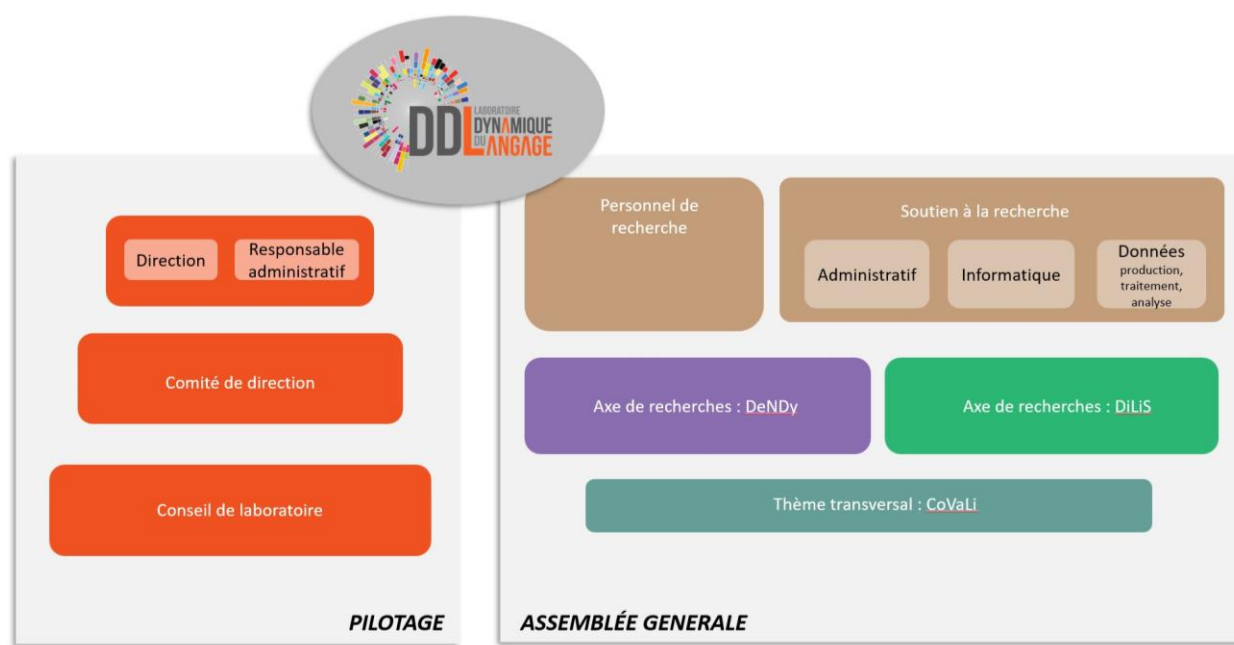 DDL
LABORATOIRE
DYNAMIQUE
DU LANGAGE
Direction
Responsable
administratif
Comité de direction
Conseil de laboratoire
PILOTAGE
Personnel de
recherche
Soutien à la recherche
Administratif
Informatique
Données
production,
traitement,
analyse
Axe de recherches : DeNDy
Axe de recherches : DiLiS
Thème transversal : CoVaLi
ASSEMBLÉE GENERALE